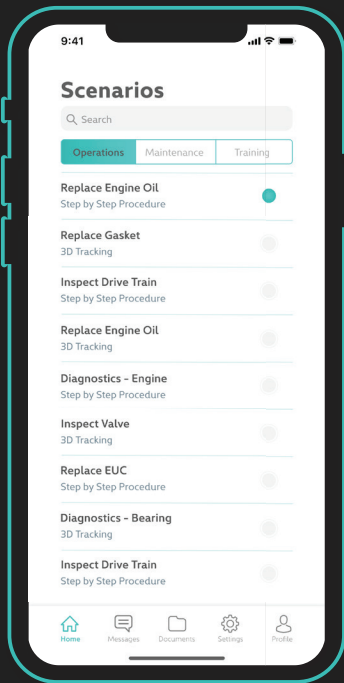 9:41
Scenarios
Search
Operations Maintenance Training
Replace Engine Oil
Step by Step Procedure
Replace Gasket
3D Tracking
Inspect Drive Train
Step by Step Procedure
Replace Engine Oil
3D Tracking
Diagnostics - Engine
Step by Step Procedure
Inspect Valve
3D Tracking
Replace EUC
Step by Step Procedure
Diagnostics - Bearing
3D Tracking
Inspect Drive Train
Step by Step Procedure
Home Messages Documents Settings Profile